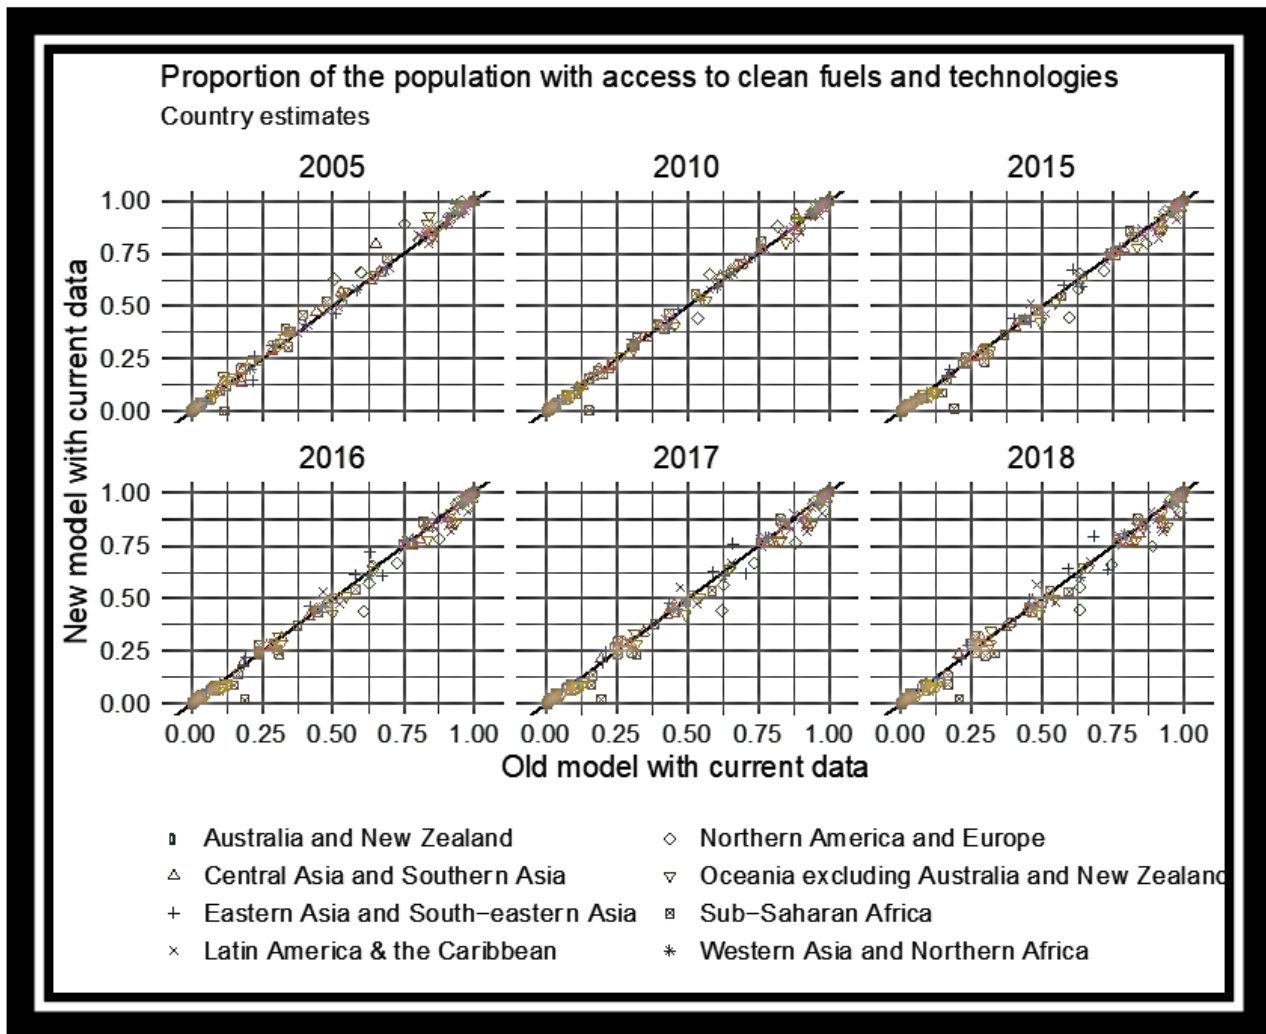 Proportion of the population with access to clean fuels and technologies
Country estimates
2005 2010 2015
1.00
0.75
0.50
0.25
0.00
2016 2017 2018
1.00
0.75
0.50
0.25
0.00
0.00 0.25 0.50 0.75 1.00 0.00 0.25 0.50 0.75 1.00 0.00 0.25 0.50 0.75 1.00
New model with current data
Old model with current data
Australia and New Zealand
Central Asia and Southern Asia
Eastern Asia and South−eastern Asia
Latin America & the Caribbean
Northern America and Europe
Oceania excluding Australia and New Zealand
Sub−Saharan Africa
Western Asia and Northern Africa